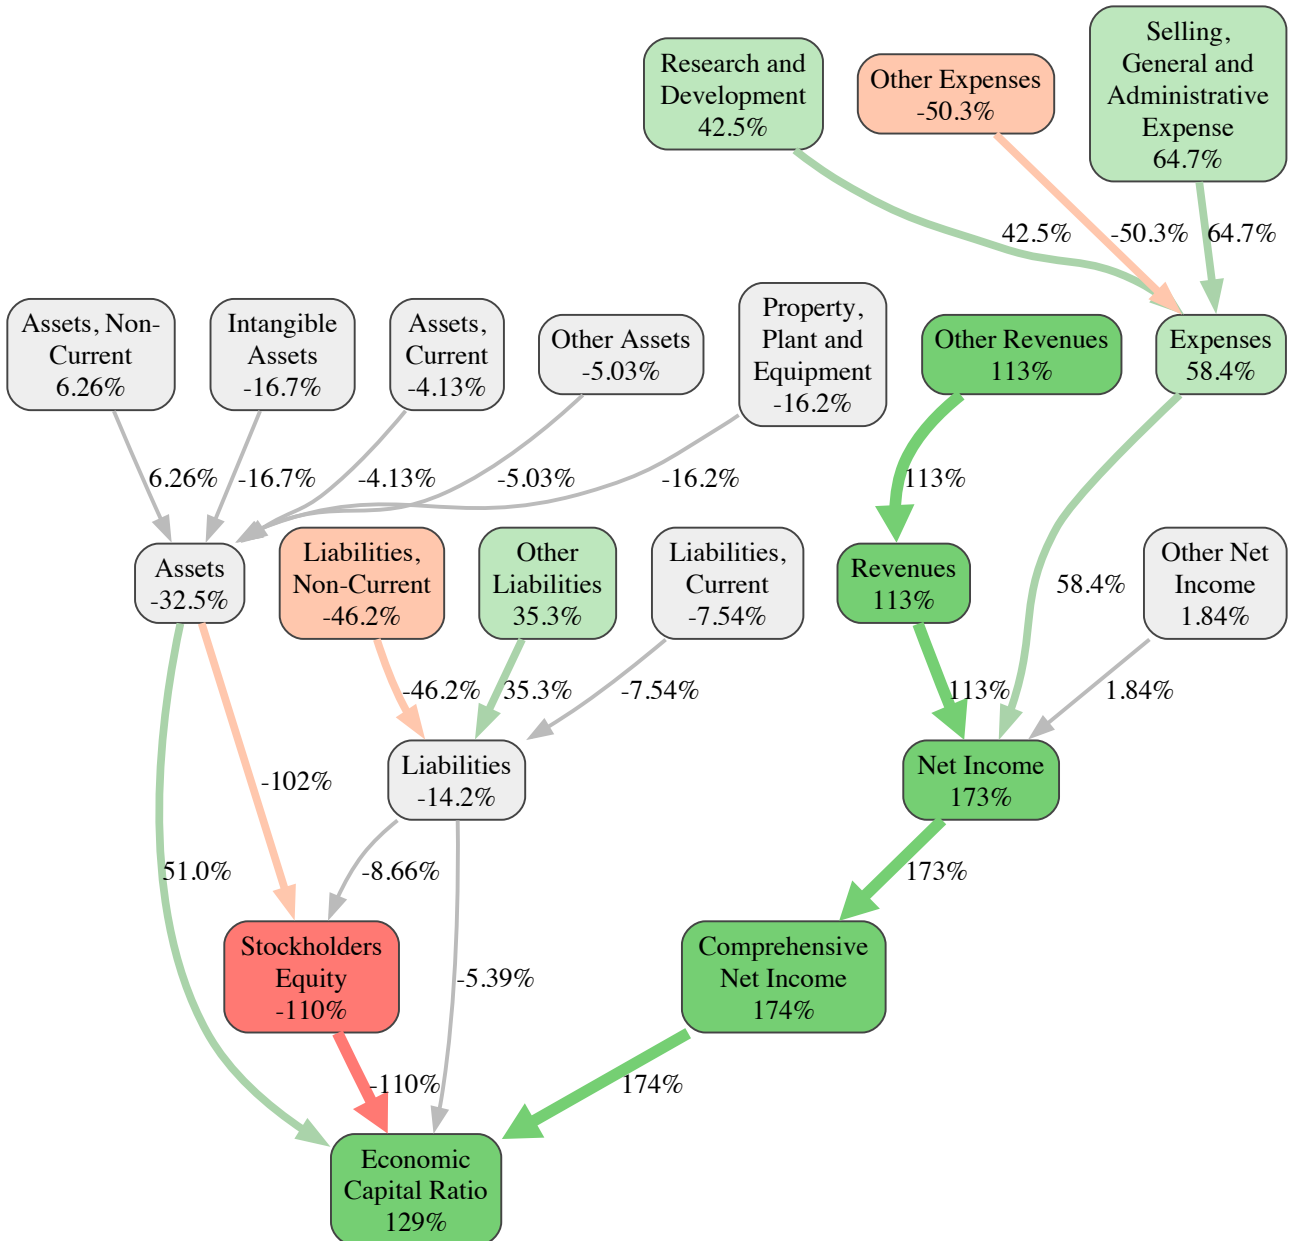 Research and
Development
42.5%
Other Expenses
-50.3%
Selling,
General and
Administrative
Expense
64.7%
42.5%
-50.3%
64.7%
Assets, Non-
Current
6.26%
Intangible
Assets
-16.7%
Assets,
Current
-4.13%
Other Assets
-5.03%
Property,
Plant and
Equipment
-16.2%
Other Revenues
113%
Expenses
58.4%
6.26%
-16.7%
-4.13%
-5.03%
-16.2%
113%
Assets
-32.5%
Liabilities,
Non-Current
-46.2%
Other
Liabilities
35.3%
Liabilities,
Current
-7.54%
Revenues
113%
58.4%
Other Net
Income
1.84%
-46.2%
35.3%
-7.54%
113%
1.84%
-102%
Liabilities
-14.2%
Net Income
173%
51.0%
-8.66%
173%
Stockholders
Equity
-110%
-5.39%
Comprehensive
Net Income
174%
-110%
174%
Economic
Capital Ratio
129%